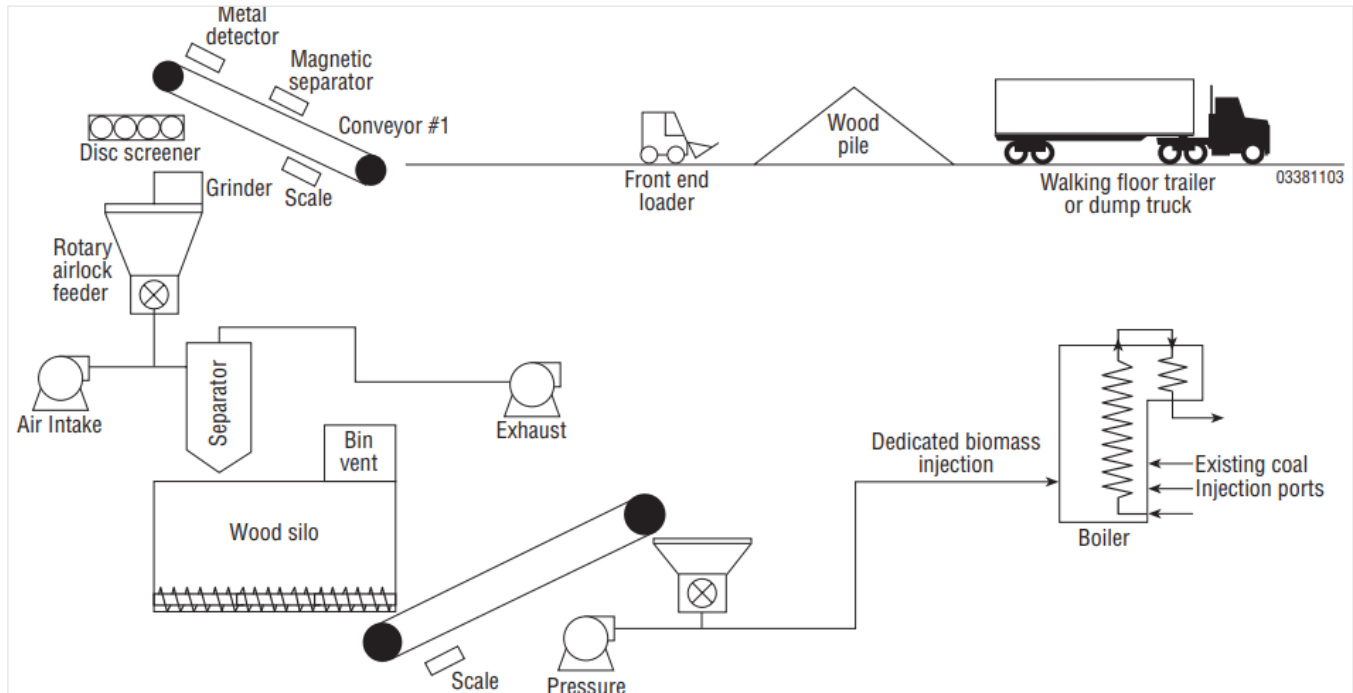 Metal
detector
Magnetic
separator
Conveyor #1
Disc screener
Grinder
Scale
Rotary
airlock
feeder
Air Intake
Separator
Exhaust
Bin
vent
Wood silo
Scale
Pressure
Front end
loader
Wood
pile
Walking floor trailer
or dump truck
03381103
Dedicated biomass
injection
Existing coal
Injection ports
Boiler